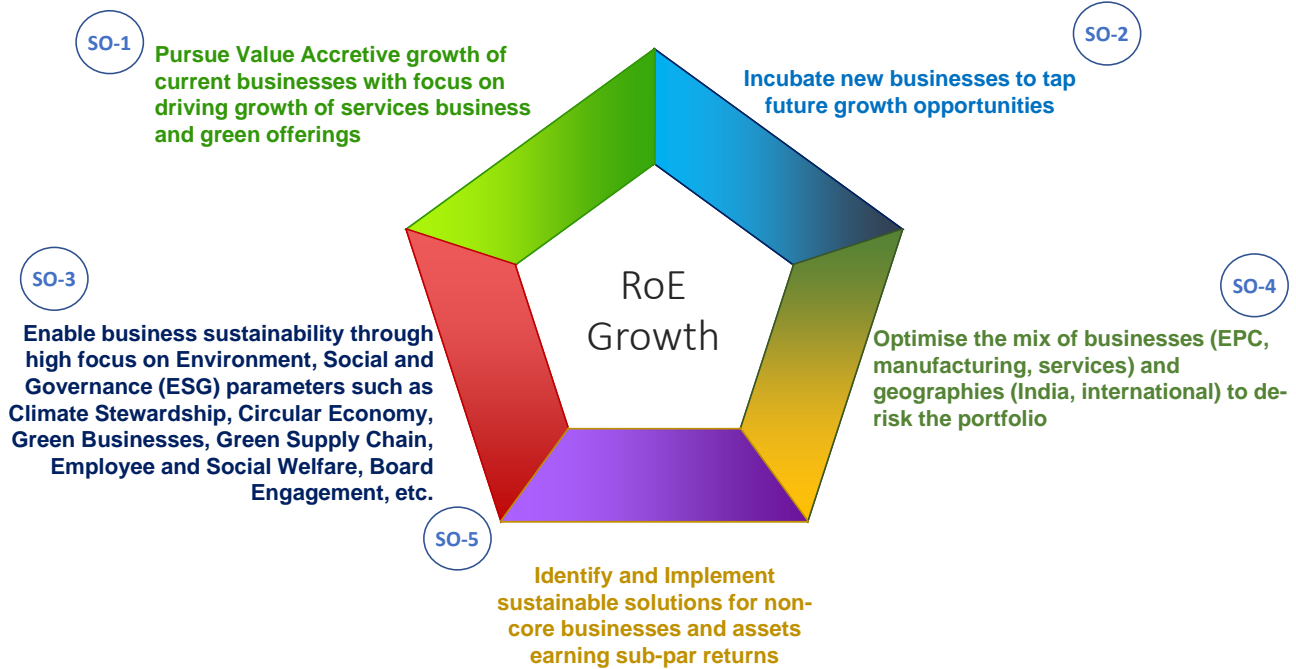 SO-1
Pursue Value Accretive growth of
current businesses with focus on
driving growth of services business
and green offerings
SO-2
Incubate new businesses to tap
future growth opportunities
SO-3
Enable business sustainability through
high focus on Environment, Social and
Governance (ESG) parameters such as
Climate Stewardship, Circular Economy,
Green Businesses, Green Supply Chain,
Employee and Social Welfare, Board
Engagement, etc.
RoE
Growth
SO-4
Optimise the mix of businesses (EPC,
manufacturing, services) and
geographies (India, international) to de-
risk the portfolio
SO-5
Identify and Implement
sustainable solutions for non-
core businesses and assets
earning sub-par returns